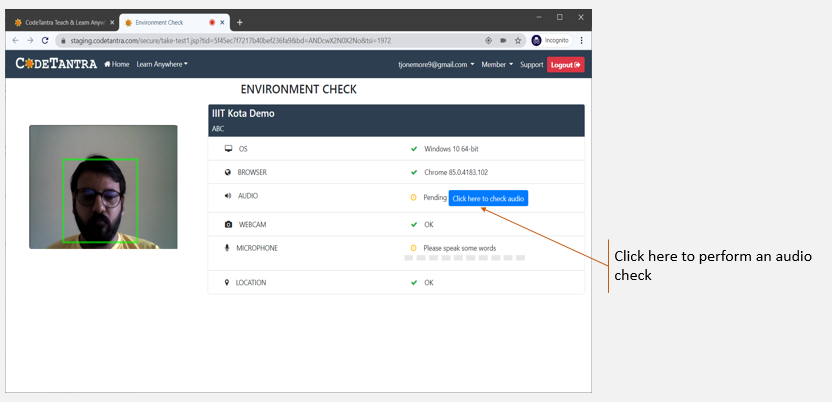 CodeTantra Teach & Learn Anyw
Environment Check
staging.codetantra.com/secure/take-test1.jsp?tid=5f45ec7f7217b40bef236fa9&bd=ANDcwX2N0X2No&tsi=1972
Incognito
CODETANTRA
Home
Learn Anywhere
tjonemore9@gmail.com
Member
Support
Logout
ENVIRONMENT CHECK
IIIT Kota Demo
ABC
OS
Windows 10 64-bit
BROWSER
Chrome 85.0.4183.102
AUDIO
Pending
Click here to check audio
WEBCAM
OK
MICROPHONE
Please speak some words
LOCATION
OK
Click here to perform an audio
check